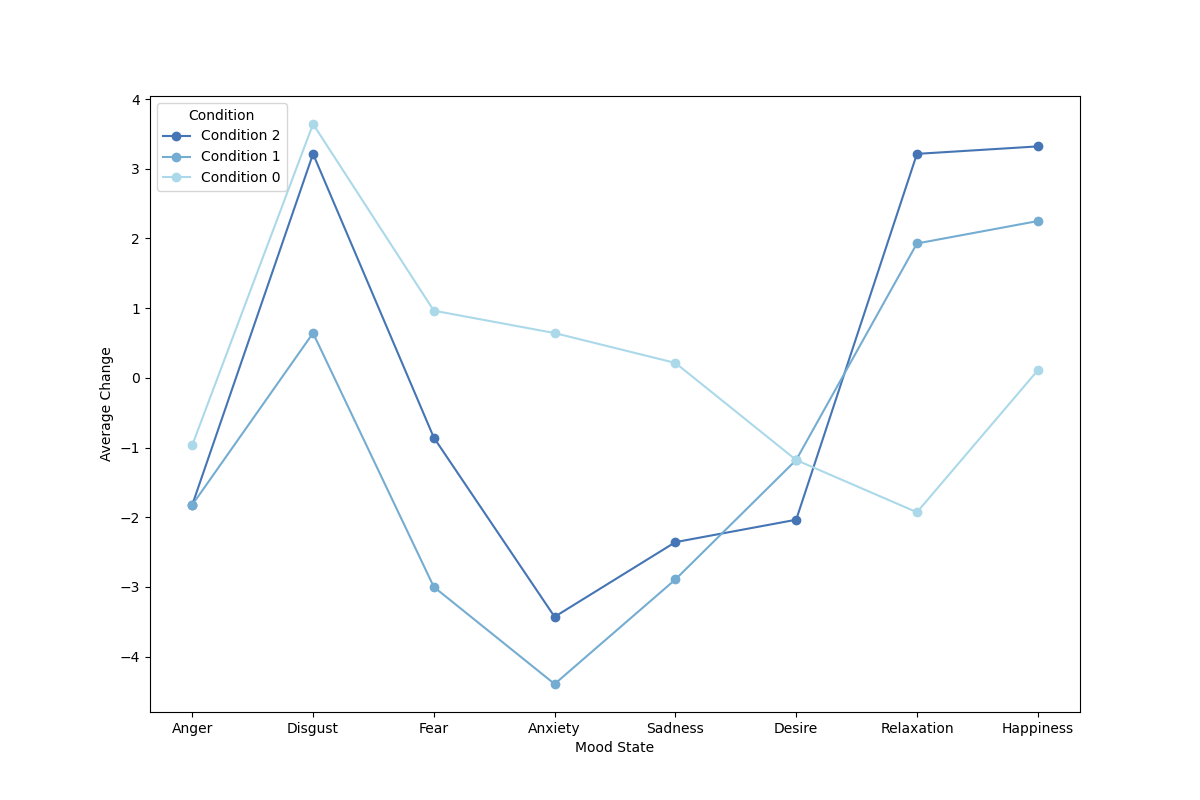 Condition
Condition 2
Condition 1
Condition 0
4
3
2
1
0
−1
−2
−3
−4
Average Change
Anger Disgust Fear Anxiety Sadness Desire Relaxation Happiness
Mood State